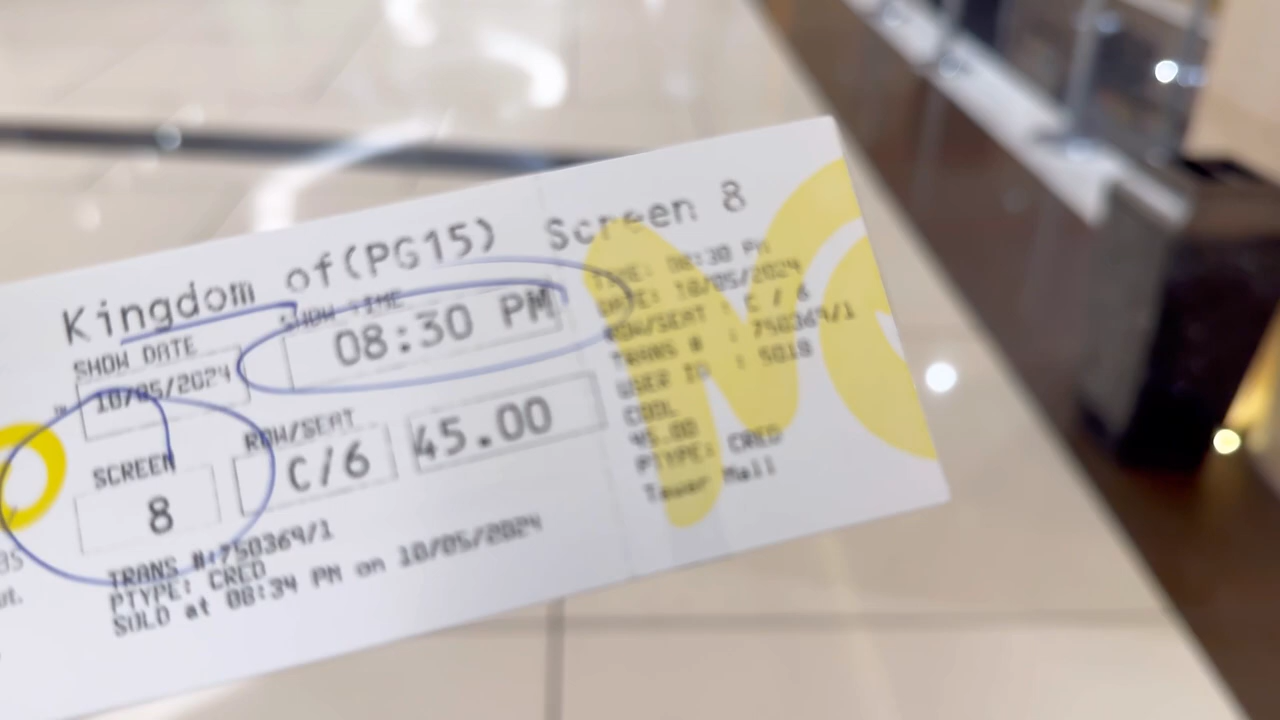 Kingdom of(PG15) Screen 8
SHOW DATE
10/05/2024
SHOW TIME
08:30 PM
SCREEN
8
ROW/SEAT
C/6
45.00
TRANS #:750369/1
PTYPE: CRED
SOLD at 08:34 PM on 10/05/2024
TIME: 08:30 PM
DATE: 10/05/2024
ROW/SEAT : C / 6
TRANS # : 750369/1
USER ID : 5018
COOL
45.00
PTYPE: CRED
Tower Mall